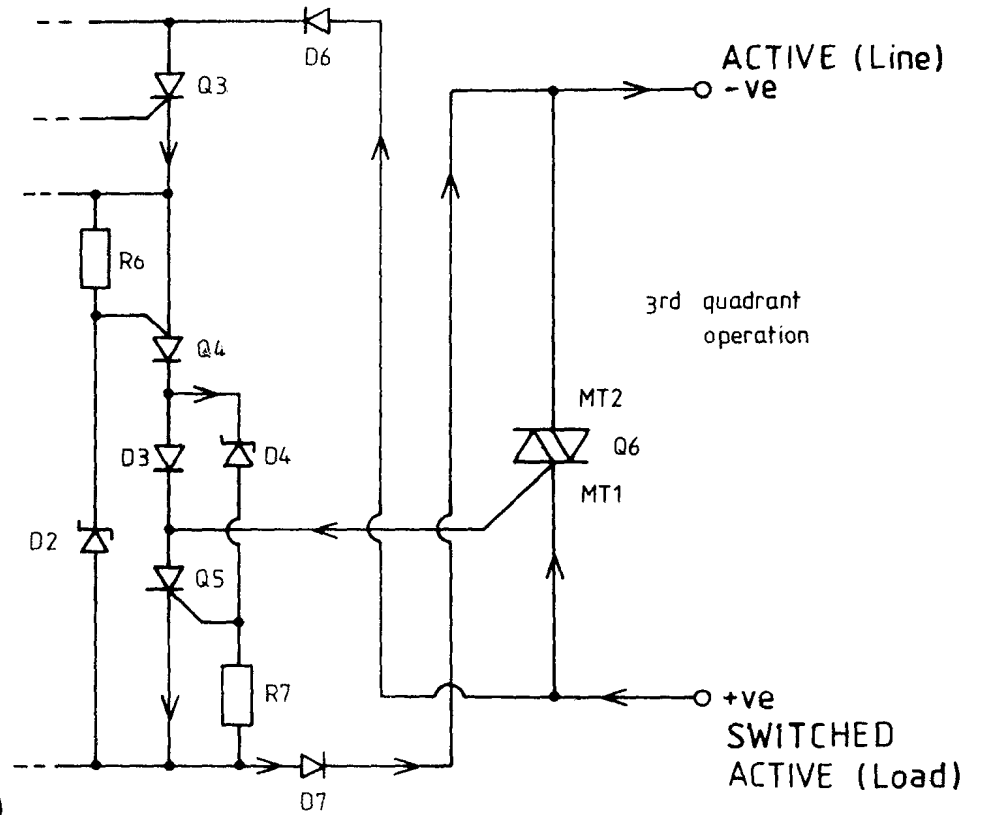 D6
ACTIVE (Line)
-ve
Q3
R6
3rd quadrant
operation
Q4
MT2
D3
D4
Q6
MT1
D2
Q5
R7
+ve
SWITCHED
ACTIVE (Load)
D7
)